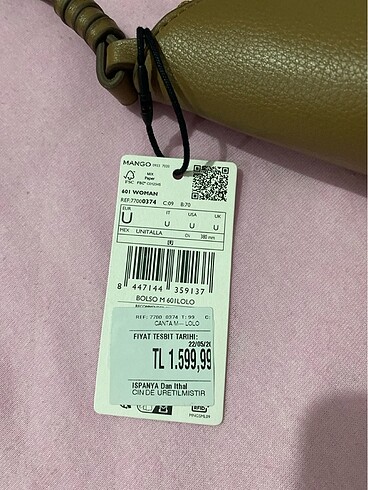 MANGO
FSC
MIX
Paper
601 WOMAN
REF:77000374 C:09 B:70
EUR IT USA UK
U U U U
MEX UNITALLA CN 380 mm
8 447144 359137
BOLSO M 601LOLO
REF: 7700 0374 T: 99 C:
CANTA M— LOLO
FIYAT TESBIT TARIHI:
22/05/20
TL 1.599,99
ISPANYA Dan Ithal
CIN DE URETILMISTIR